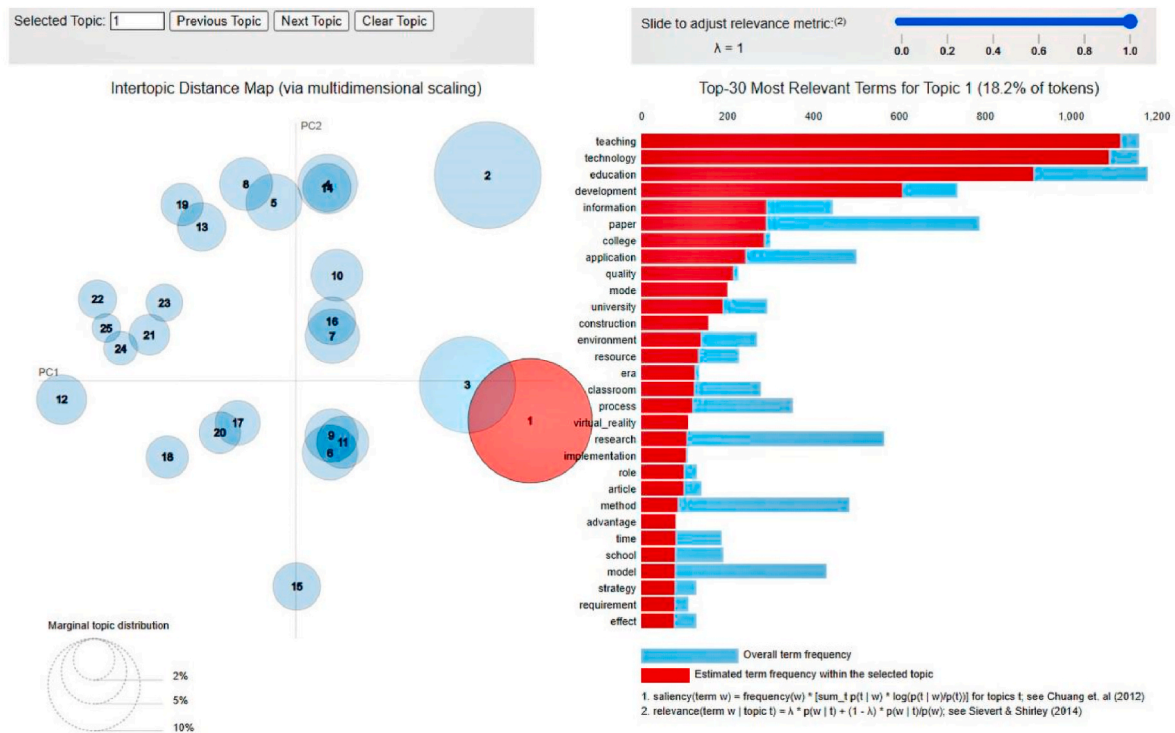 Selected Topic: 1 Previous Topic Next Topic Clear Topic
Slide to adjust relevance metric:(2)
λ = 1
0.0 0.2 0.4 0.6 0.8 1.0
Intertopic Distance Map (via multidimensional scaling)
PC2
PC1
2
8
5
14
19
13
10
22
23
16
25
21
7
24
3
12
1
17
20
9
11
6
18
15
Marginal topic distribution
2%
5%
10%
Top-30 Most Relevant Terms for Topic 1 (18.2% of tokens)
0 200 400 600 800 1,000 1,200
teaching
technology
education
development
information
paper
college
application
quality
mode
university
construction
environment
resource
era
classroom
process
virtual_reality
research
implementation
role
article
method
advantage
time
school
model
strategy
requirement
effect
Overall term frequency
Estimated term frequency within the selected topic
1. saliency(term w) = frequency(w) * [sum_t p(t | w) * log(p(t | w)/p(t))] for topics t; see Chuang et. al (2012)
2. relevance(term w | topic t) = λ * p(w | t) + (1 - λ) * p(w | t)/p(w); see Sievert & Shirley (2014)